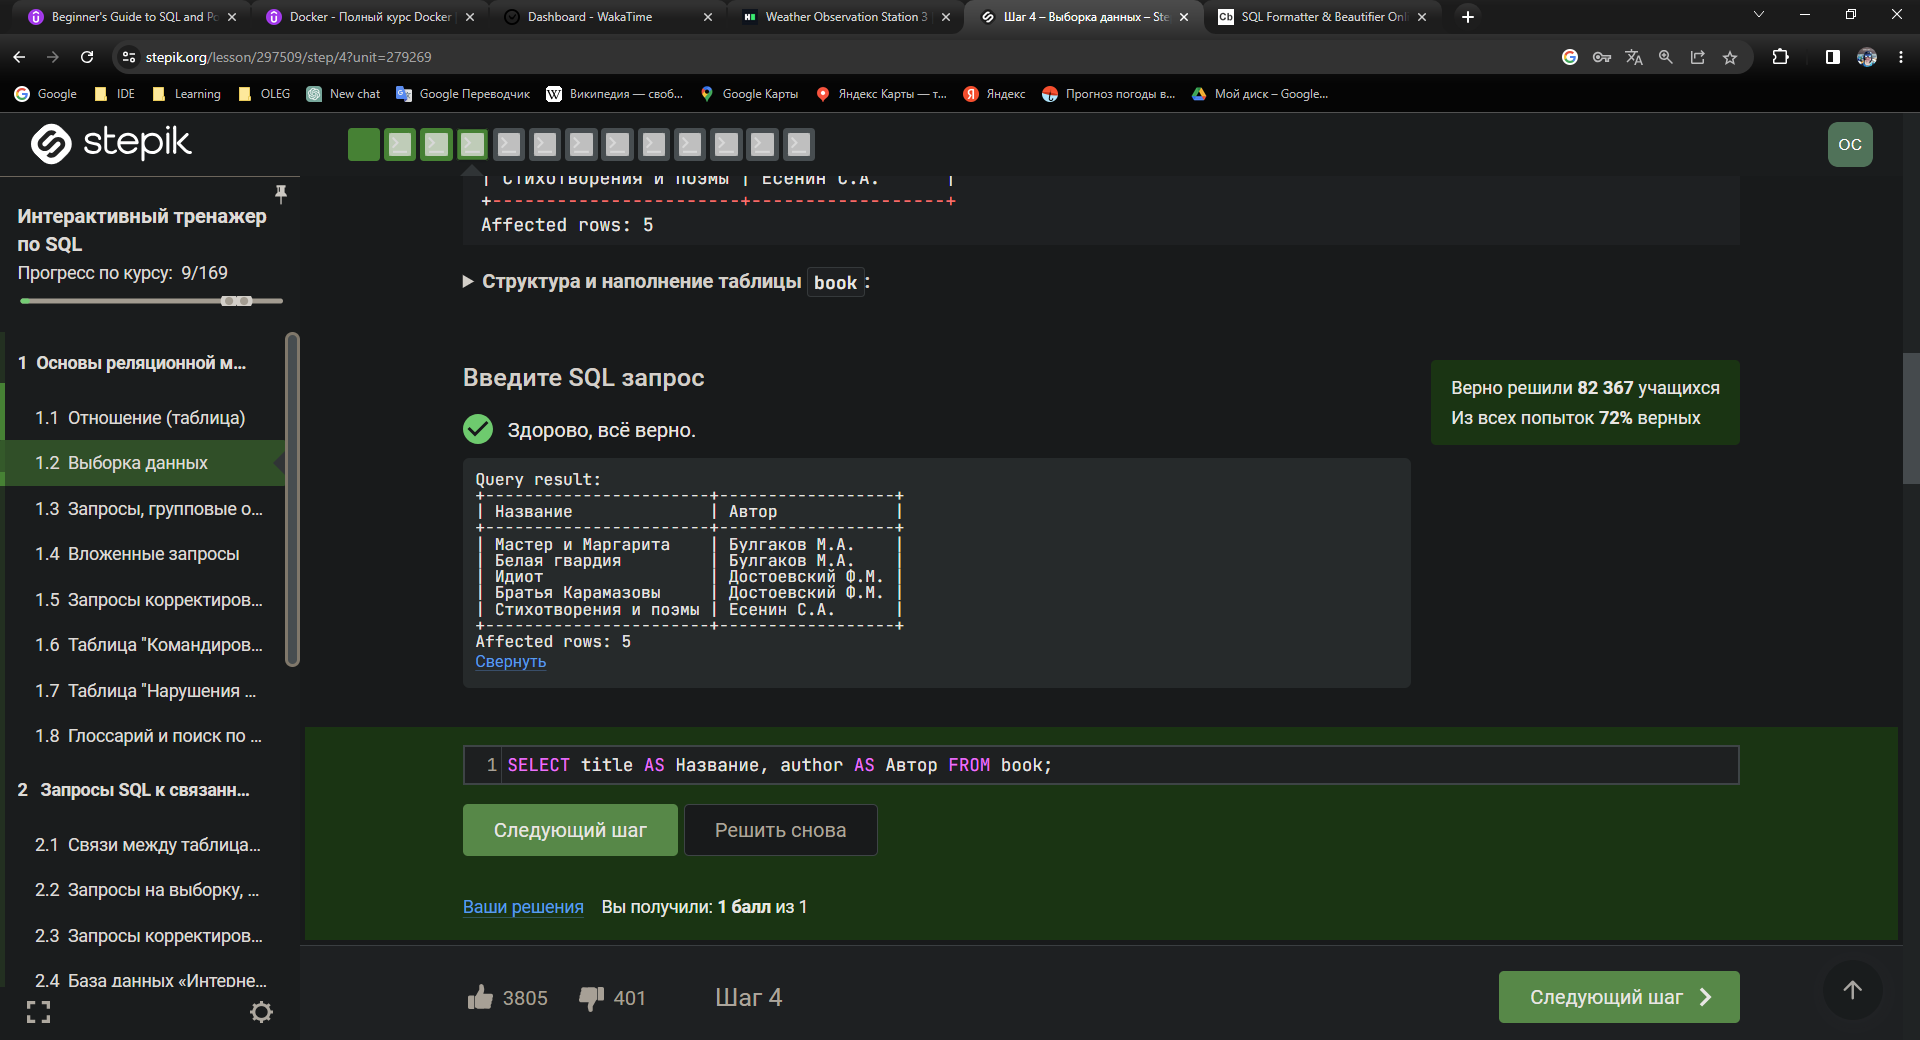 Beginner's Guide to SQL and Po
Docker - Полный курс Docker
Dashboard - WakaTime
Weather Observation Station 3
Шаг 4 – Выборка данных – Ste
SQL Formatter & Beautifier Onl
stepik.org/lesson/297509/step/4?unit=279269
Google
IDE
Learning
OLEG
New chat
Google Переводчик
Википедия — своб...
Google Карты
Яндекс Карты — т...
Яндекс
Прогноз погоды в...
Мой диск – Google...
stepik
OC
Интерактивный тренажер
по SQL
Прогресс по курсу: 9/169
1 Основы реляционной м...
1.1 Отношение (таблица)
1.2 Выборка данных
1.3 Запросы, групповые о...
1.4 Вложенные запросы
1.5 Запросы корректиров...
1.6 Таблица "Командиров...
1.7 Таблица "Нарушения ...
1.8 Глоссарий и поиск по ...
2 Запросы SQL к связанн...
2.1 Связи между таблица...
2.2 Запросы на выборку, ...
2.3 Запросы корректиров...
2.4 База данных «Интерне...
| Стихотворения и поэмы | Есенин С.А. |
+-----------------------+------------------+
Affected rows: 5
Структура и наполнение таблицы book:
Введите SQL запрос
Здорово, всё верно.
Верно решили 82 367 учащихся
Из всех попыток 72% верных
Query result:
+-----------------------+------------------+
| Название | Автор |
+-----------------------+------------------+
| Мастер и Маргарита | Булгаков М.А. |
| Белая гвардия | Булгаков М.А. |
| Идиот | Достоевский Ф.М. |
| Братья Карамазовы | Достоевский Ф.М. |
| Стихотворения и поэмы | Есенин С.А. |
+-----------------------+------------------+
Affected rows: 5
Свернуть
1 SELECT title AS Название, author AS Автор FROM book;
Следующий шаг
Решить снова
Ваши решения Вы получили: 1 балл из 1
3805
401
Шаг 4
Следующий шаг